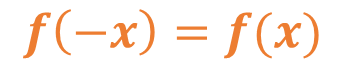 f(−x) = f(x)